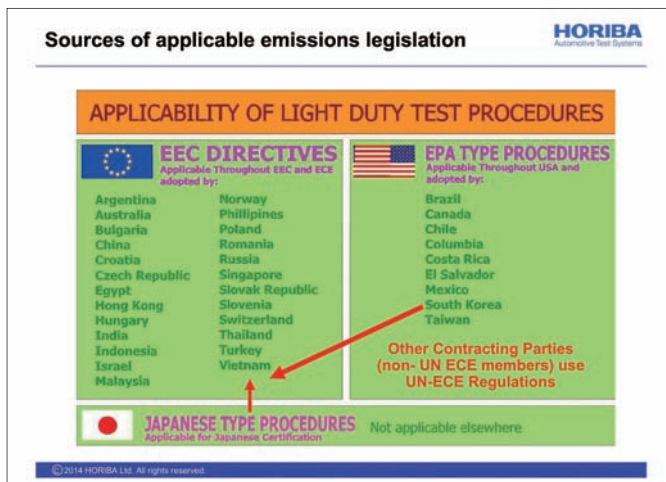 Sources of applicable emissions legislation
HORIBA
Automotive Test Systems
APPLICABILITY OF LIGHT DUTY TEST PROCEDURES
EEC DIRECTIVES
Applicable Throughout EEC and ECE
adopted by:
Argentina
Australia
Bulgaria
China
Croatia
Czech Republic
Egypt
Hong Kong
Hungary
India
Indonesia
Israel
Malaysia
Norway
Phillipines
Poland
Romania
Russia
Singapore
Slovak Republic
Slovenia
Switzerland
Thailand
Turkey
Vietnam
EPA TYPE PROCEDURES
Applicable Throughout USA and
adopted by:
Brazil
Canada
Chile
Columbia
Costa Rica
El Salvador
Mexico
South Korea
Taiwan
Other Contracting Parties
(non- UN ECE members) use
UN-ECE Regulations
JAPANESE TYPE PROCEDURES
Applicable for Japanese Certification
Not applicable elsewhere
©2014 HORIBA Ltd. All rights reserved.